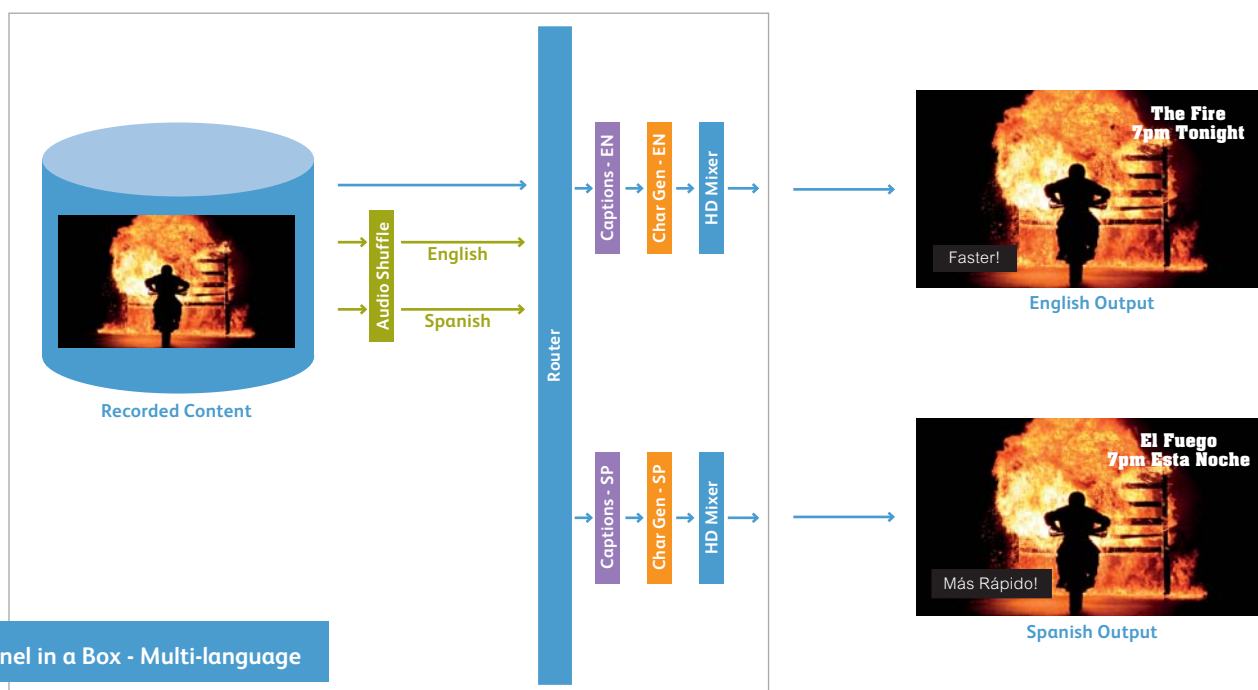 Recorded Content
Audio Shuffle
English
Spanish
Router
Captions - EN
Char Gen - EN
HD Mixer
The Fire
7pm Tonight
Faster!
English Output
Captions - SP
Char Gen - SP
HD Mixer
El Fuego
7pm Esta Noche
Más Rápido!
Spanish Output
nel in a Box - Multi-language